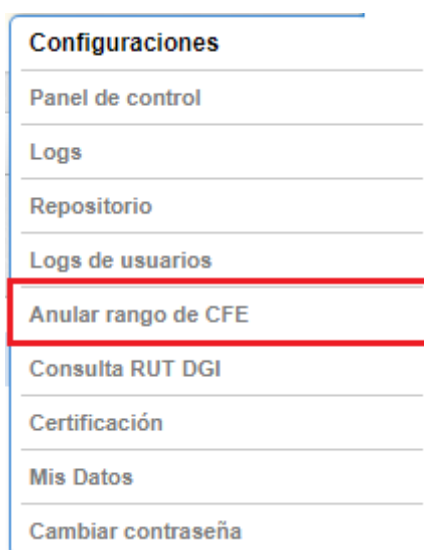 Configuraciones
Panel de control
Logs
Repositorio
Logs de usuarios
Anular rango de CFE
Consulta RUT DGI
Certificación
Mis Datos
Cambiar contraseña